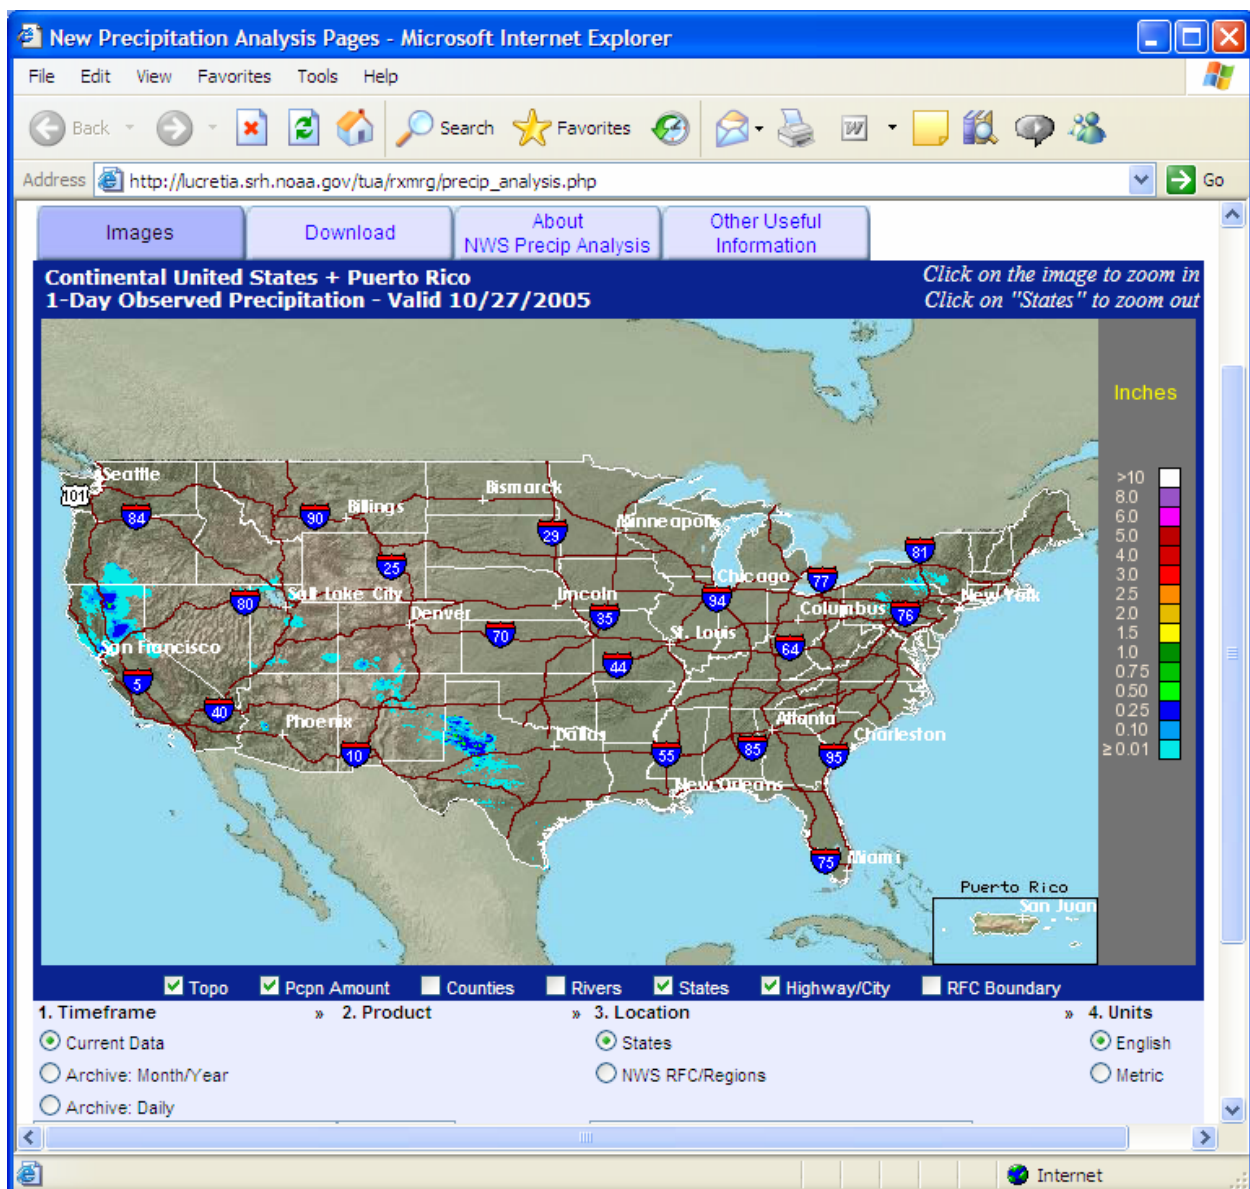 New Precipitation Analysis Pages - Microsoft Internet Explorer
File Edit View Favorites Tools Help
Back Search Favorites
Address http://lucretia.srh.noaa.gov/tua/rxmrg/precip_analysis.php Go
Images Download About NWS Precip Analysis Other Useful Information
Continental United States + Puerto Rico
1-Day Observed Precipitation - Valid 10/27/2005
Click on the image to zoom in
Click on "States" to zoom out
Inches
>10
8.0
6.0
5.0
4.0
3.0
2.5
2.0
1.5
1.0
0.75
0.50
0.25
0.10
≥0.01
Seattle
101
84
90
Billings
Bismarck
29
Minneapolis
81
25
Chicago
77
80
Salt Lake City
Denver
Lincoln
35
94
Columbus
76
New York
70
St. Louis
64
San Francisco
5
44
40
Phoenix
10
Dallas
55
85
Atlanta
Charleston
95
New Orleans
75
Miami
Puerto Rico
San Juan
Topo Pcpn Amount Counties Rivers States Highway/City RFC Boundary
1. Timeframe » 2. Product » 3. Location » 4. Units
Current Data States English
Archive: Month/Year NWS RFC/Regions Metric
Archive: Daily
Internet